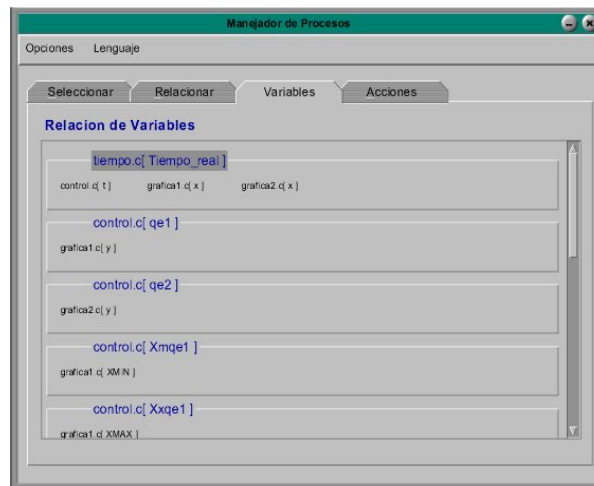 Manejador de Procesos
Opciones Lenguaje
Seleccionar Relacionar Variables Acciones
Relacion de Variables
tiempo.c[ Tiempo_real ]
control.c[ t ] grafica1.c[ x ] grafica2.c[ x ]
control.c[ qe1 ]
grafica1.c[ y ]
control.c[ qe2 ]
grafica2.c[ y ]
control.c[ Xmqe1 ]
grafica1.c[ XMIN ]
control.c[ Xxqe1 ]
grafica1.c[ XMAX ]